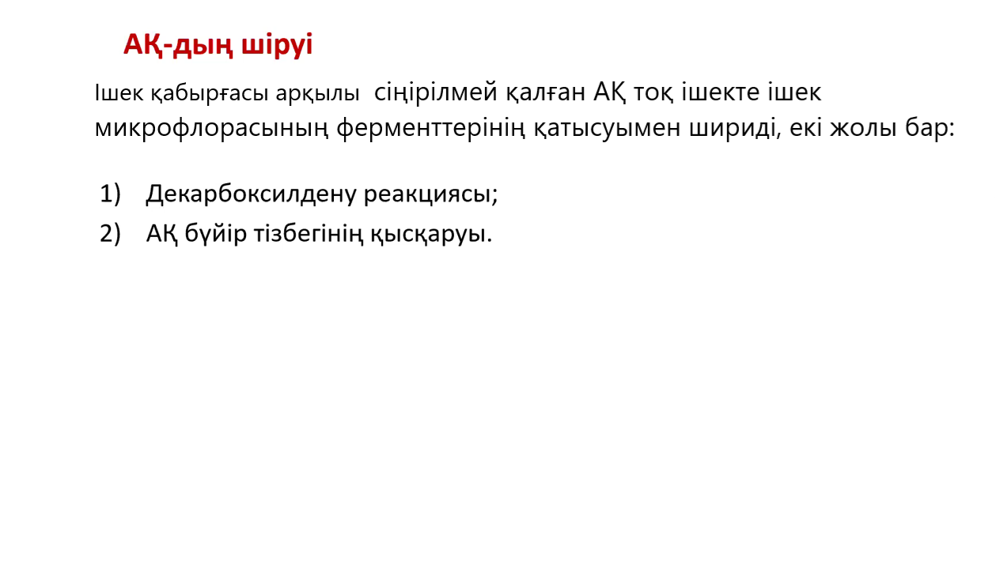 АҚ-дың шіруі
Ішек қабырғасы арқылы сіңірілмей қалған АҚ тоқ ішекте ішек
микрофлорасының ферменттерінің қатысуымен шириді, екі жолы бар:
1) Декарбоксилдену реакциясы;
2) АҚ бүйір тізбегінің қысқаруы.